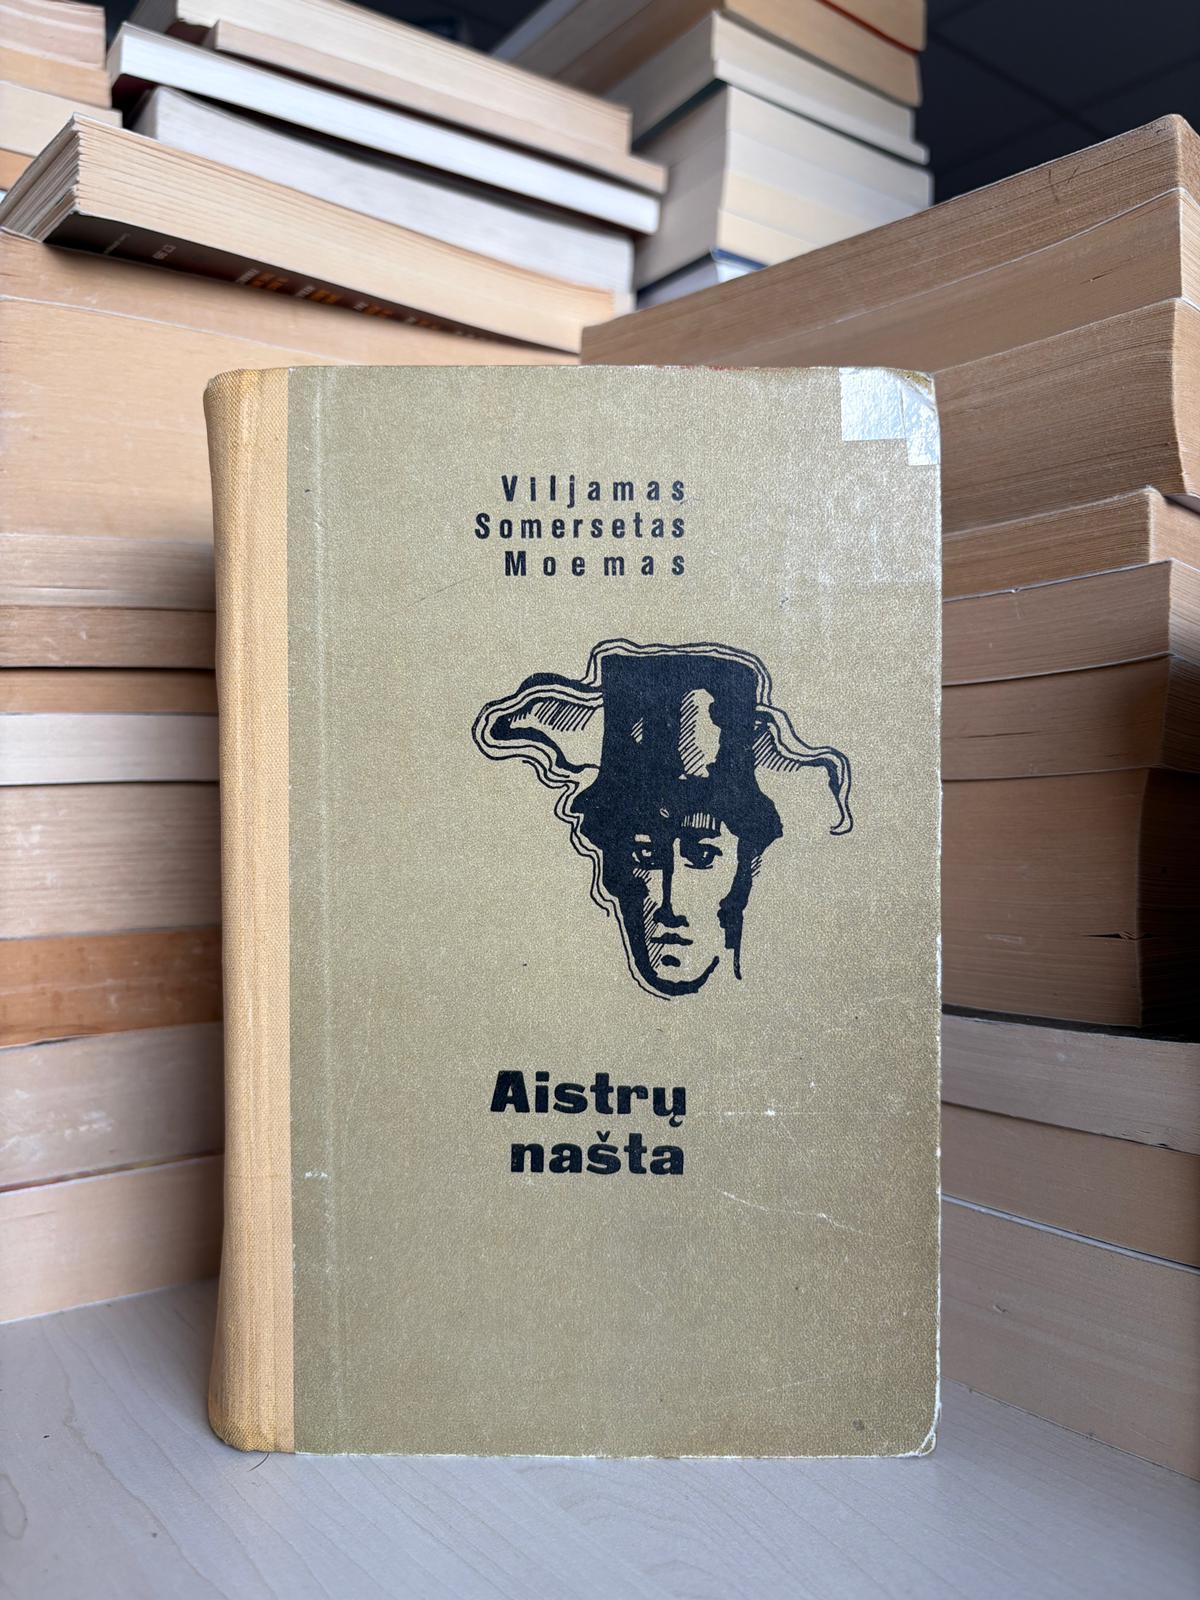 Viljamas
Somersetas
Moemas
Aistrų
našta